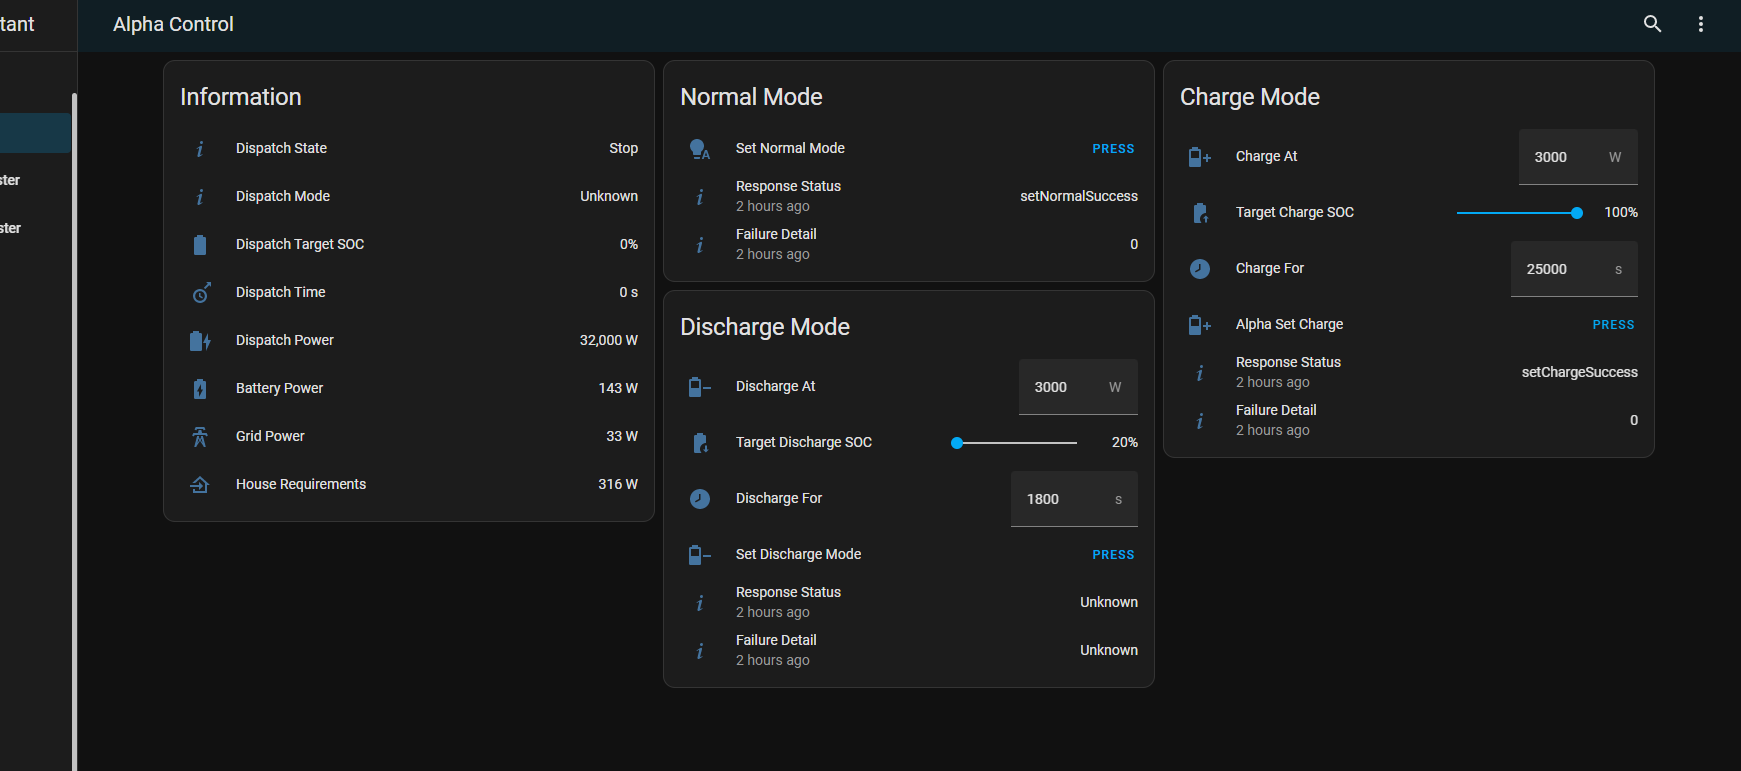 tant
Alpha Control
ster
ster
Information
Dispatch State Stop
Dispatch Mode Unknown
Dispatch Target SOC 0%
Dispatch Time 0 s
Dispatch Power 32,000 W
Battery Power 143 W
Grid Power 33 W
House Requirements 316 W
Normal Mode
Set Normal Mode PRESS
Response Status
2 hours ago
setNormalSuccess
Failure Detail
2 hours ago
0
Discharge Mode
Discharge At 3000 W
Target Discharge SOC 20%
Discharge For 1800 s
Set Discharge Mode PRESS
Response Status
2 hours ago
Unknown
Failure Detail
2 hours ago
Unknown
Charge Mode
Charge At 3000 W
Target Charge SOC 100%
Charge For 25000 s
Alpha Set Charge PRESS
Response Status
2 hours ago
setChargeSuccess
Failure Detail
2 hours ago
0